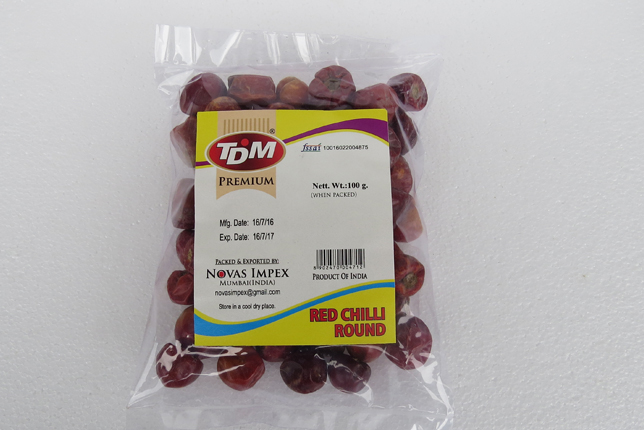 TDM ®
PREMIUM
fssai 10016022004675
Nett. Wt.:100 g.
(WHEN PACKED)
Mfg. Date: 16/7/16
Exp. Date: 16/7/17
PACKED & EXPORTED BY:
NOVAS IMPEX
MUMBAI(INDIA)
novasimpex@gmail.com
Store in a cool dry place.
PRODUCT OF INDIA
RED CHILLI
ROUND